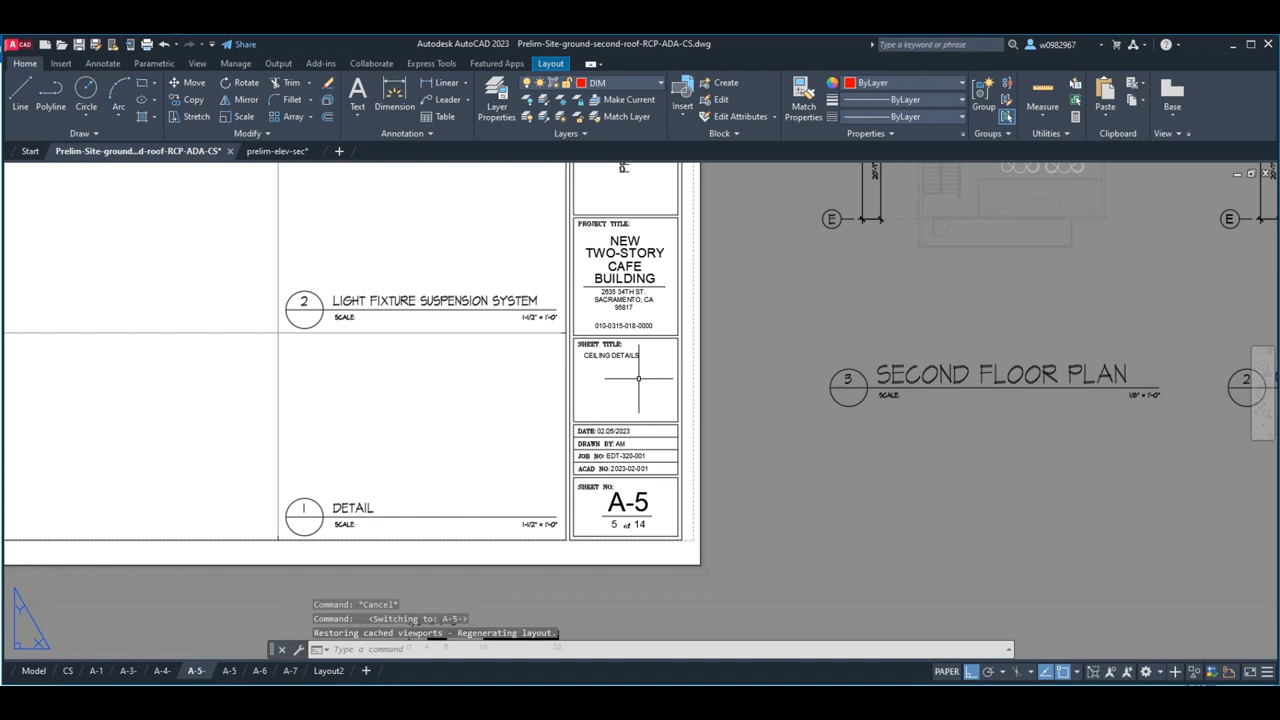 CAD
Share
Autodesk AutoCAD 2023 Prelim-Site-ground-second-roof-RCP-ADA-CS.dwg
Type a keyword or phrase
w0982967
Home Insert Annotate Parametric View Manage Output Add-ins Collaborate Express Tools Featured Apps Layout
Line Polyline Circle Arc
Move Rotate Trim
Copy Mirror Fillet
Stretch Scale Array
Text Dimension
Linear
Leader
Table
Layer Properties
DIM
Make Current
Match Layer
Insert
Create
Edit
Edit Attributes
Match Properties
ByLayer
ByLayer
ByLayer
Group
Measure
Paste
Base
Draw Modify Annotation Layers Block Properties Groups Utilities Clipboard View
Start Prelim-Site-ground...d-roof-RCP-ADA-CS* prelim-elev-sec*
PROJECT TITLE:
NEW
TWO-STORY
CAFE
BUILDING
2635 34TH ST.
SACRAMENTO, CA
95817
010-0315-018-0000
E
E
2 LIGHT FIXTURE SUSPENSION SYSTEM
SCALE: 1-1/2" = 1'-0"
SHEET TITLE:
CEILING DETAILS
3 SECOND FLOOR PLAN
SCALE: 1/8" = 1'-0"
2
DATE: 02/26/2023
DRAWN BY: AM
JOB NO: EDT-320-001
ACAD NO: 2023-02-001
SHEET NO:
A-5
5 of 14
1 DETAIL
SCALE: 1-1/2" = 1'-0"
Y
X
Command: *Cancel*
Command: <Switching to: A-5->
Restoring cached viewports - Regenerating layout.
Type a command
0 4 8 16 32
Model CS A-1 A-3- A-4- A-5- A-5 A-6 A-7 Layout2
PAPER